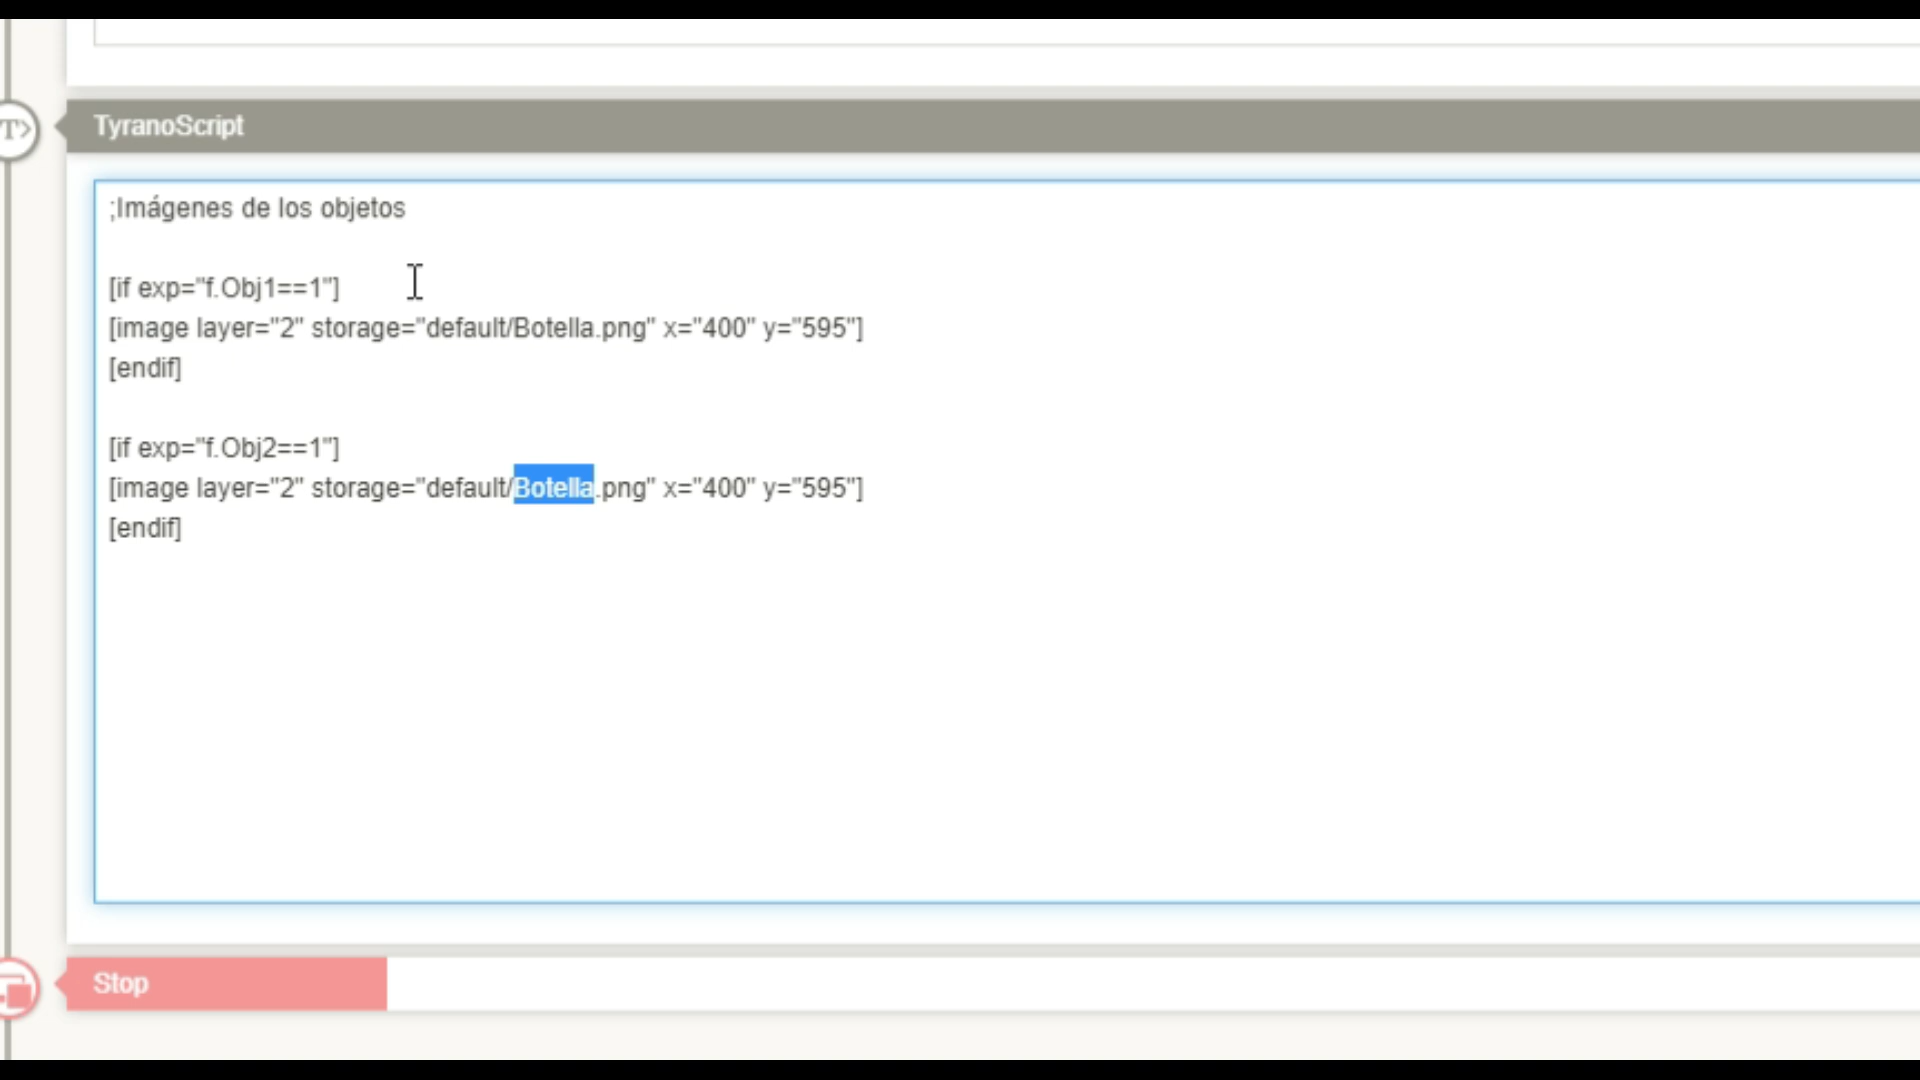 T>
TyranoScript
;Imágenes de los objetos
[if exp="f.Obj1==1"]
[image layer="2" storage="default/Botella.png" x="400" y="595"]
[endif]
[if exp="f.Obj2==1"]
[image layer="2" storage="default/Botella.png" x="400" y="595"]
[endif]
Stop